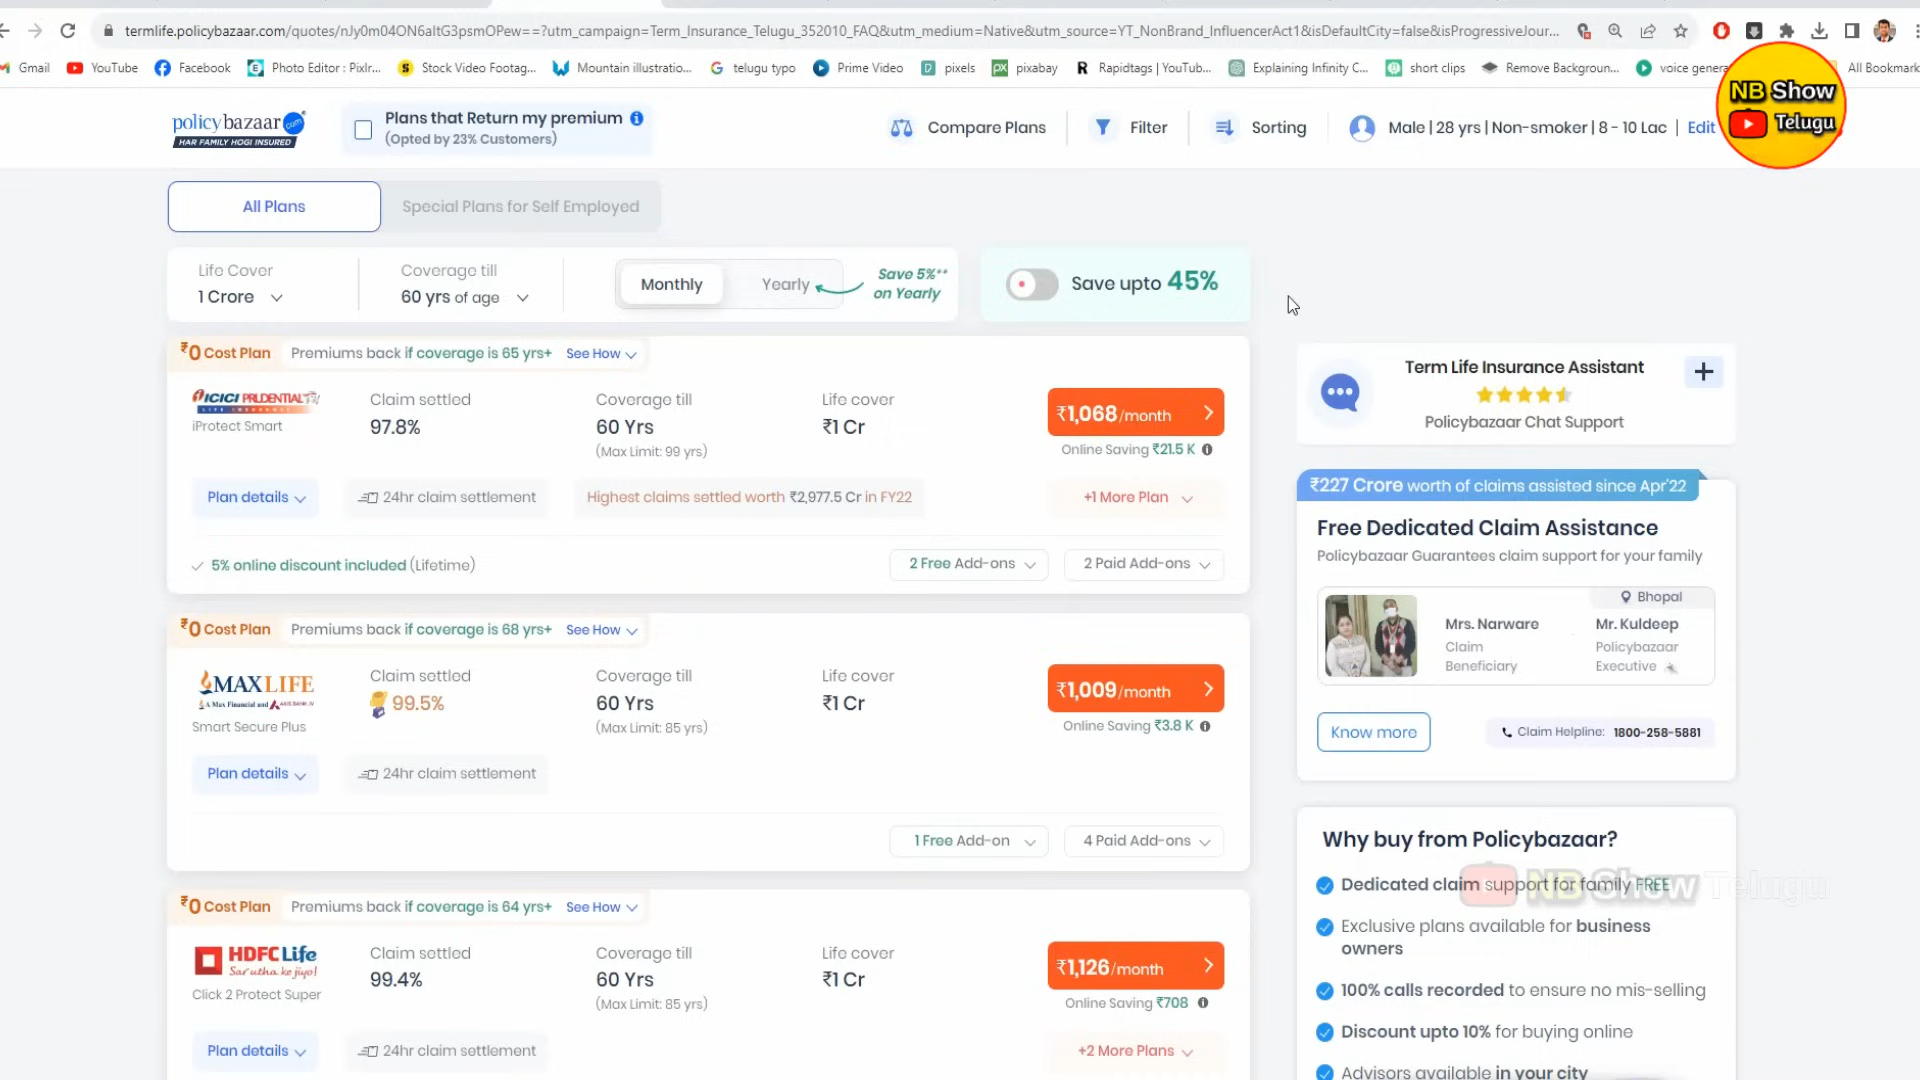 termlife.policybazaar.com/quotes/nJy0m04ON6altG3psmOPew==?utm_campaign=Term_Insurance_Telugu_352010_FAQ&utm_medium=Native&utm_source=YT_NonBrand_InfluencerAct1&isDefaultCity=false&isProgressiveJour...
Gmail YouTube Facebook Photo Editor : Pixlr... Stock Video Footag... Mountain illustratio... telugu typo Prime Video pixels pixabay Rapidtags | YouTub... Explaining Infinity C... short clips Remove Backgroun... voice genera All Bookmark
NB Show
Telugu
policybazaar.com
HAR FAMILY HOGI INSURED
Plans that Return my premium
(Opted by 23% Customers)
Compare Plans
Filter
Sorting
Male | 28 yrs | Non-smoker | 8 - 10 Lac | Edit
All Plans
Special Plans for Self Employed
Life Cover
1 Crore
Coverage till
60 yrs of age
Monthly
Yearly
Save 5%**
on Yearly
Save upto 45%
₹0 Cost Plan
Premiums back if coverage is 65 yrs+ See How
ICICI PRUDENTIAL
LIFE INSURANCE
iProtect Smart
Claim settled
97.8%
Coverage till
60 Yrs
(Max Limit: 99 yrs)
Life cover
₹1 Cr
₹1,068/month
Online Saving ₹21.5 K
Plan details
24hr claim settlement
Highest claims settled worth ₹2,977.5 Cr in FY22
+1 More Plan
5% online discount included (Lifetime)
2 Free Add-ons
2 Paid Add-ons
₹0 Cost Plan
Premiums back if coverage is 68 yrs+ See How
MAX LIFE
A Max Financial and AXIS BANK JV
Smart Secure Plus
Claim settled
99.5%
Coverage till
60 Yrs
(Max Limit: 85 yrs)
Life cover
₹1 Cr
₹1,009/month
Online Saving ₹3.8 K
Plan details
24hr claim settlement
1 Free Add-on
4 Paid Add-ons
₹0 Cost Plan
Premiums back if coverage is 64 yrs+ See How
HDFC Life
Sar utha ke jiyo!
Click 2 Protect Super
Claim settled
99.4%
Coverage till
60 Yrs
(Max Limit: 85 yrs)
Life cover
₹1 Cr
₹1,126/month
Online Saving ₹708
Plan details
24hr claim settlement
+2 More Plans
Term Life Insurance Assistant
Policybazaar Chat Support
₹227 Crore worth of claims assisted since Apr'22
Free Dedicated Claim Assistance
Policybazaar Guarantees claim support for your family
Bhopal
Mrs. Narware
Claim
Beneficiary
Mr. Kuldeep
Policybazaar
Executive
Know more
Claim Helpline: 1800-258-5881
Why buy from Policybazaar?
Dedicated claim support for family FREE
NB Show Telugu
Exclusive plans available for business
owners
100% calls recorded to ensure no mis-selling
Discount upto 10% for buying online
Advisors available in your city